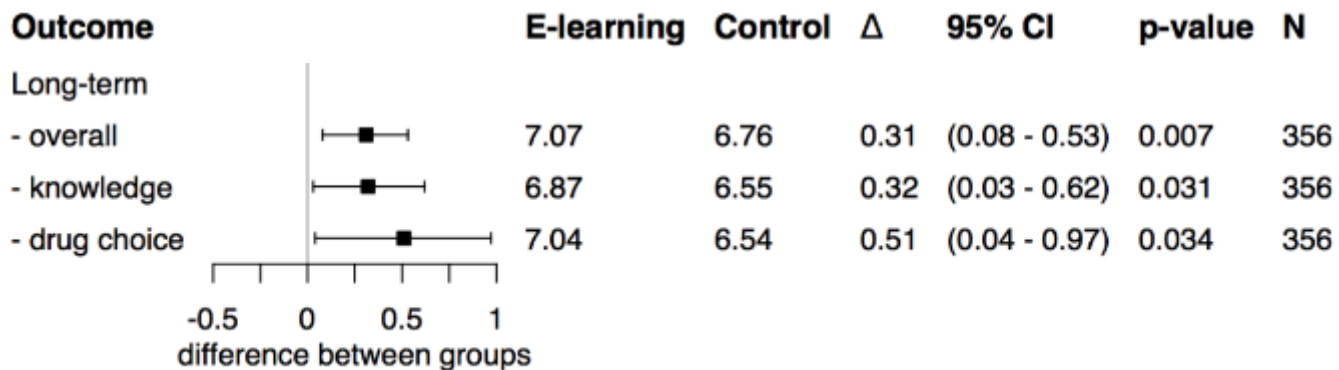 Outcome E-learning Control Δ 95% CI p-value N
Long-term
- overall 7.07 6.76 0.31 (0.08 - 0.53) 0.007 356
- knowledge 6.87 6.55 0.32 (0.03 - 0.62) 0.031 356
- drug choice 7.04 6.54 0.51 (0.04 - 0.97) 0.034 356
-0.5 0 0.5 1
difference between groups